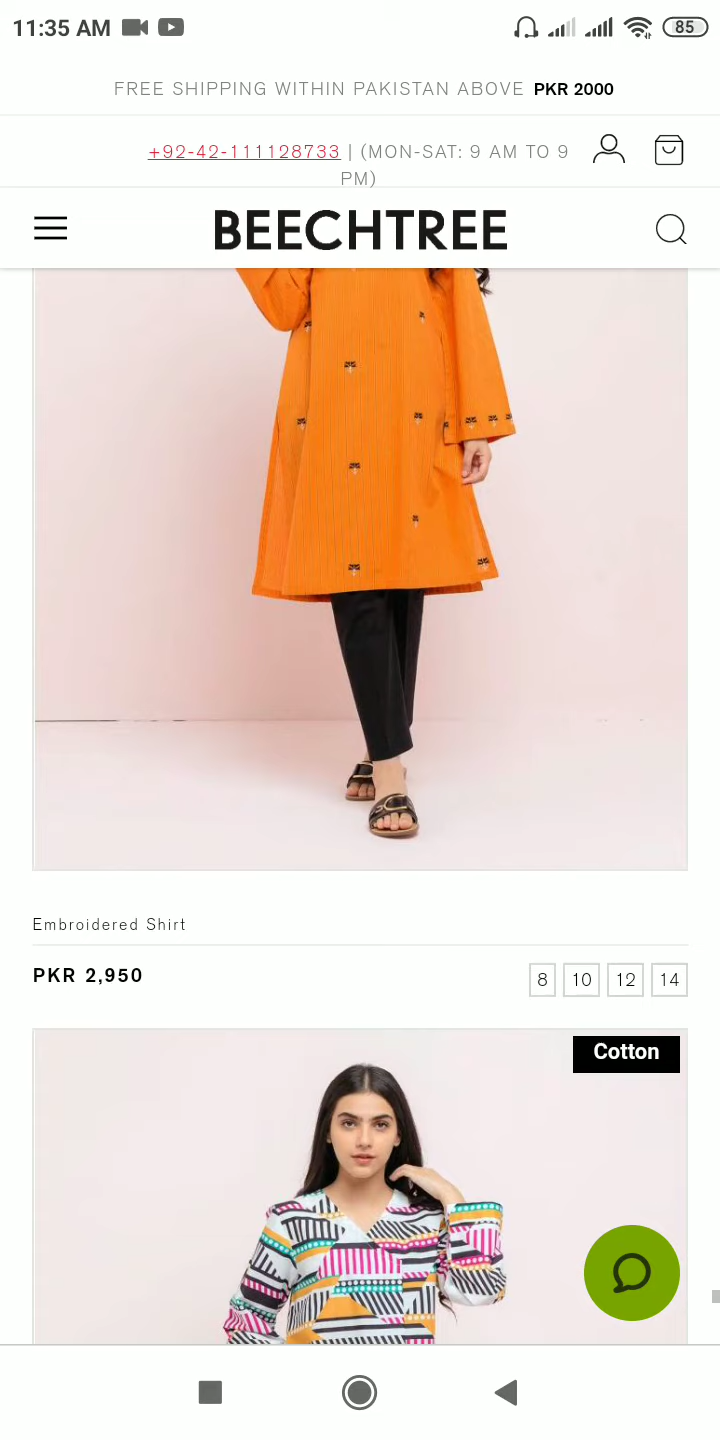 11:35 AM 85
FREE SHIPPING WITHIN PAKISTAN ABOVE PKR 2000
+92-42-111128733 | (MON-SAT: 9 AM TO 9
PM)
BEECHTREE
Embroidered Shirt
PKR 2,950 8 10 12 14
Cotton